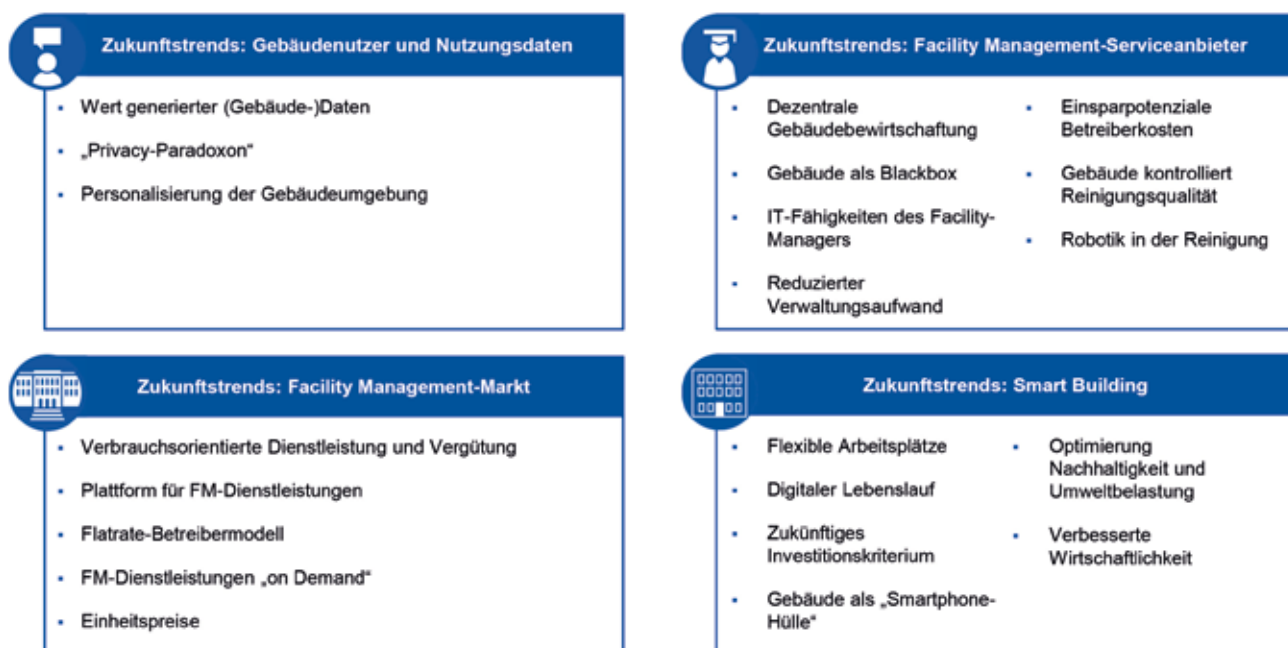 Zukunftstrends: Gebäudenutzer und Nutzungsdaten
Wert generierter (Gebäude-)Daten
„Privacy-Paradoxon“
Personalisierung der Gebäudeumgebung
Zukunftstrends: Facility Management-Serviceanbieter
Dezentrale
Gebäudebewirtschaftung
Gebäude als Blackbox
IT-Fähigkeiten des Facility-
Managers
Reduzierter
Verwaltungsaufwand
Einsparpotenziale
Betreiberkosten
Gebäude kontrolliert
Reinigungsqualität
Robotik in der Reinigung
Zukunftstrends: Facility Management-Markt
Verbrauchsorientierte Dienstleistung und Vergütung
Plattform für FM-Dienstleistungen
Flatrate-Betreibermodell
FM-Dienstleistungen „on Demand“
Einheitspreise
Zukunftstrends: Smart Building
Flexible Arbeitsplätze
Digitaler Lebenslauf
Zukünftiges
Investitionskriterium
Gebäude als „Smartphone-
Hülle“
Optimierung
Nachhaltigkeit und
Umweltbelastung
Verbesserte
Wirtschaftlichkeit